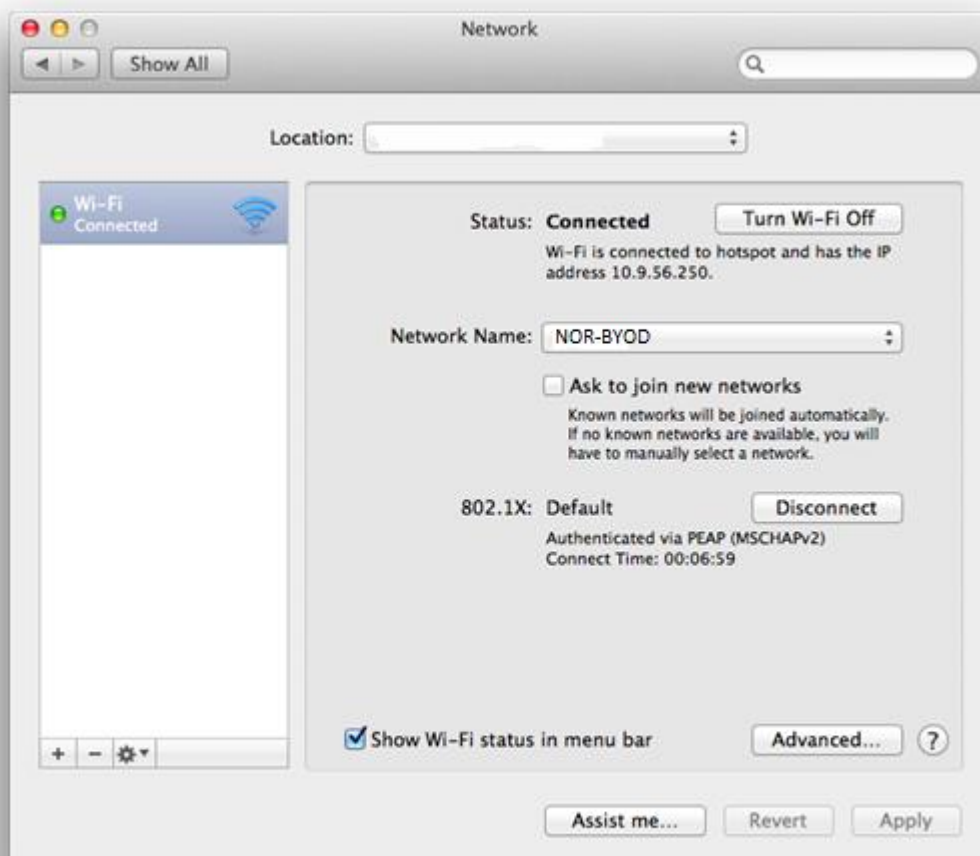 Network
Show All
Location:
Wi-Fi
Connected
Status: Connected Turn Wi-Fi Off
Wi-Fi is connected to hotspot and has the IP
address 10.9.56.250.
Network Name: NOR-BYOD
Ask to join new networks
Known networks will be joined automatically.
If no known networks are available, you will
have to manually select a network.
802.1X: Default Disconnect
Authenticated via PEAP (MSCHAPv2)
Connect Time: 00:06:59
+ −
Show Wi-Fi status in menu bar Advanced... ?
Assist me... Revert Apply